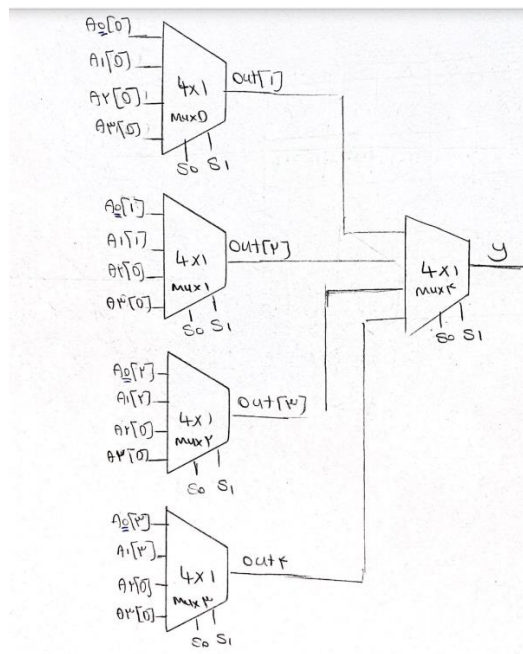 A0[0]
A1[0]
A۲[0]
A۳[0]
4x1
mux0
S0 S1
Out[1]
A0[1]
A1[1]
A۲[0]
A۳[0]
4x1
mux1
S0 S1
Out[۲]
4x1
mux۴
S0 S1
y
A0[۲]
A1[۲]
A۲[0]
A۳[0]
4x1
mux۲
S0 S1
Out[۳]
A0[۳]
A1[۳]
A۲[0]
A۳[0]
4x1
mux۳
S0 S1
Out۴